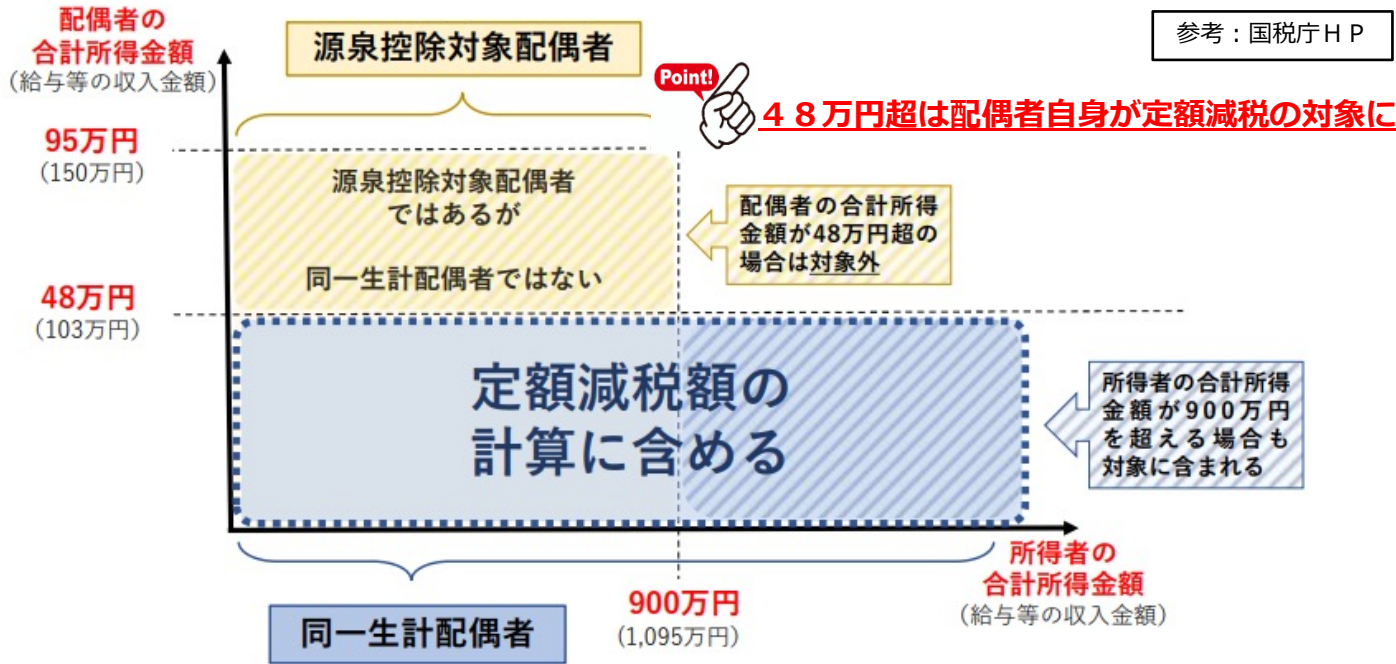 配偶者の
合計所得金額
(給与等の収入金額)
源泉控除対象配偶者
参考：国税庁ＨＰ
Point!
４８万円超は配偶者自身が定額減税の対象に
95万円
(150万円)
源泉控除対象配偶者
ではあるが
同一生計配偶者ではない
配偶者の合計所得
金額が48万円超の
場合は対象外
48万円
(103万円)
定額減税額の
計算に含める
所得者の合計所得
金額が900万円
を超える場合も
対象に含まれる
所得者の
合計所得金額
(給与等の収入金額)
900万円
(1,095万円)
同一生計配偶者